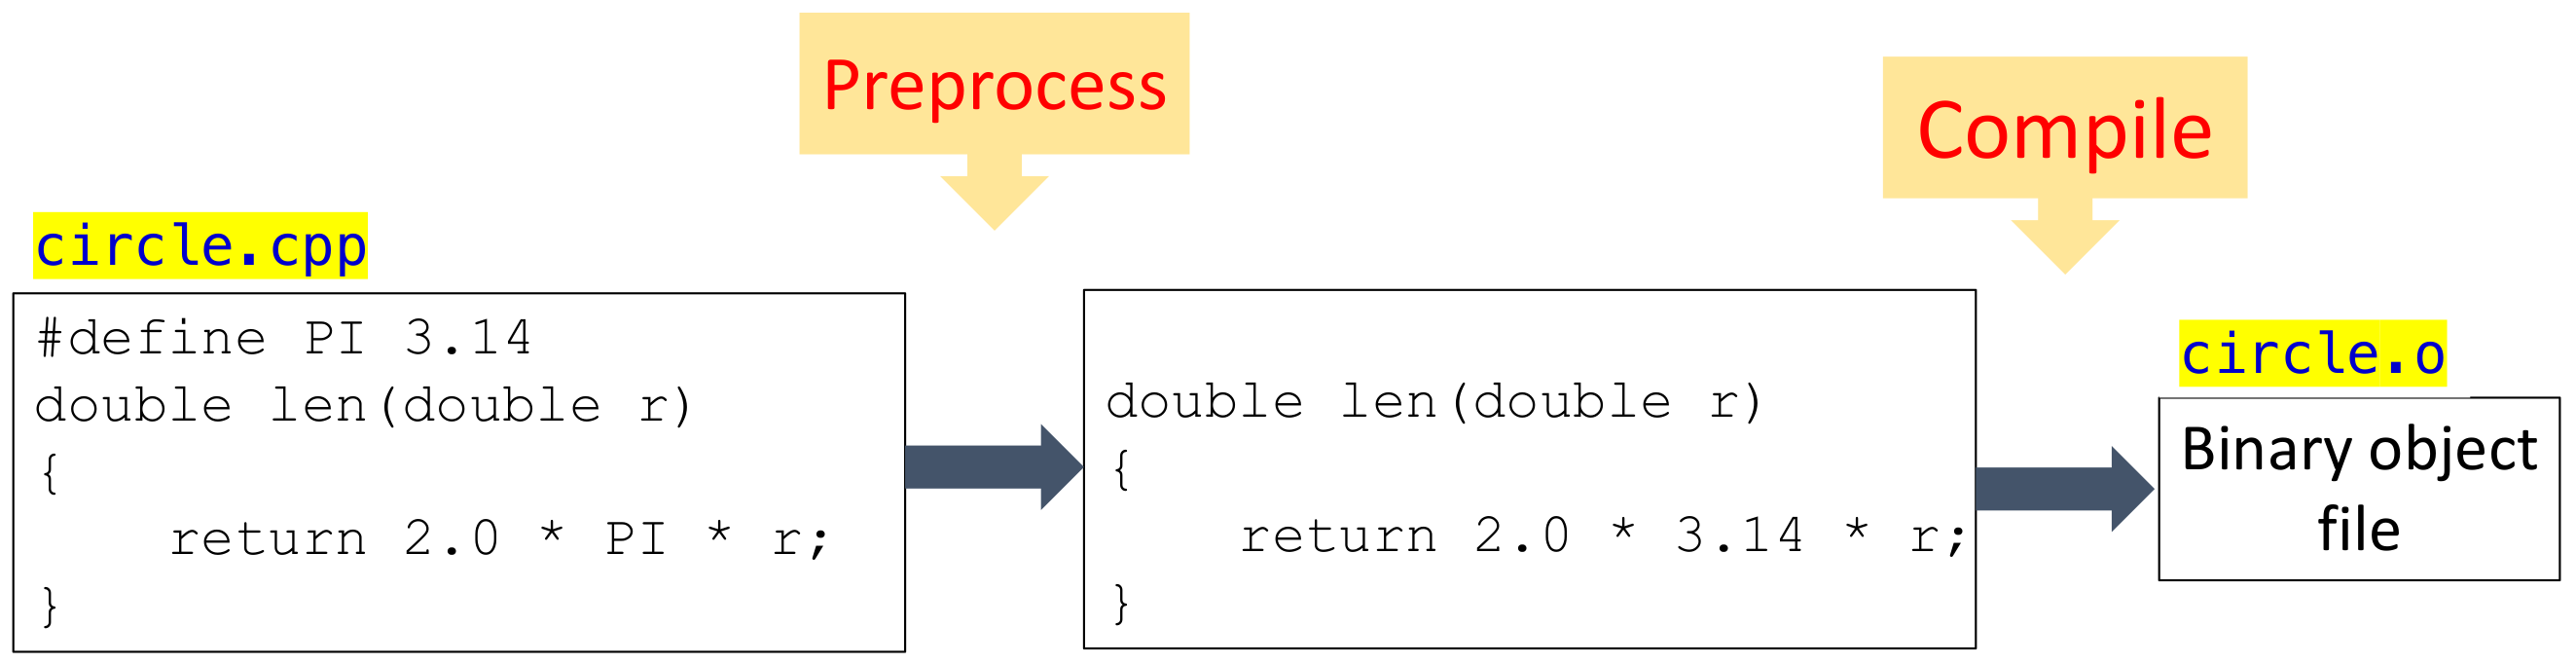 Preprocess
Compile
circle.cpp
#define PI 3.14
double len(double r)
{
    return 2.0 * PI * r;
}
double len(double r)
{
    return 2.0 * 3.14 * r;
}
circle.o
Binary object
file